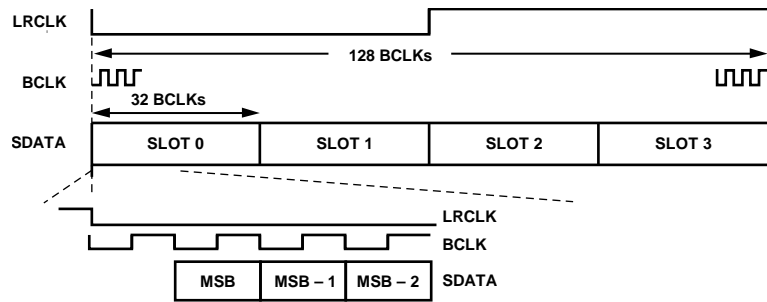 LRCLK
128 BCLKs
BCLK
32 BCLKs
SDATA SLOT 0 SLOT 1 SLOT 2 SLOT 3
LRCLK
BCLK
MSB MSB – 1 MSB – 2 SDATA